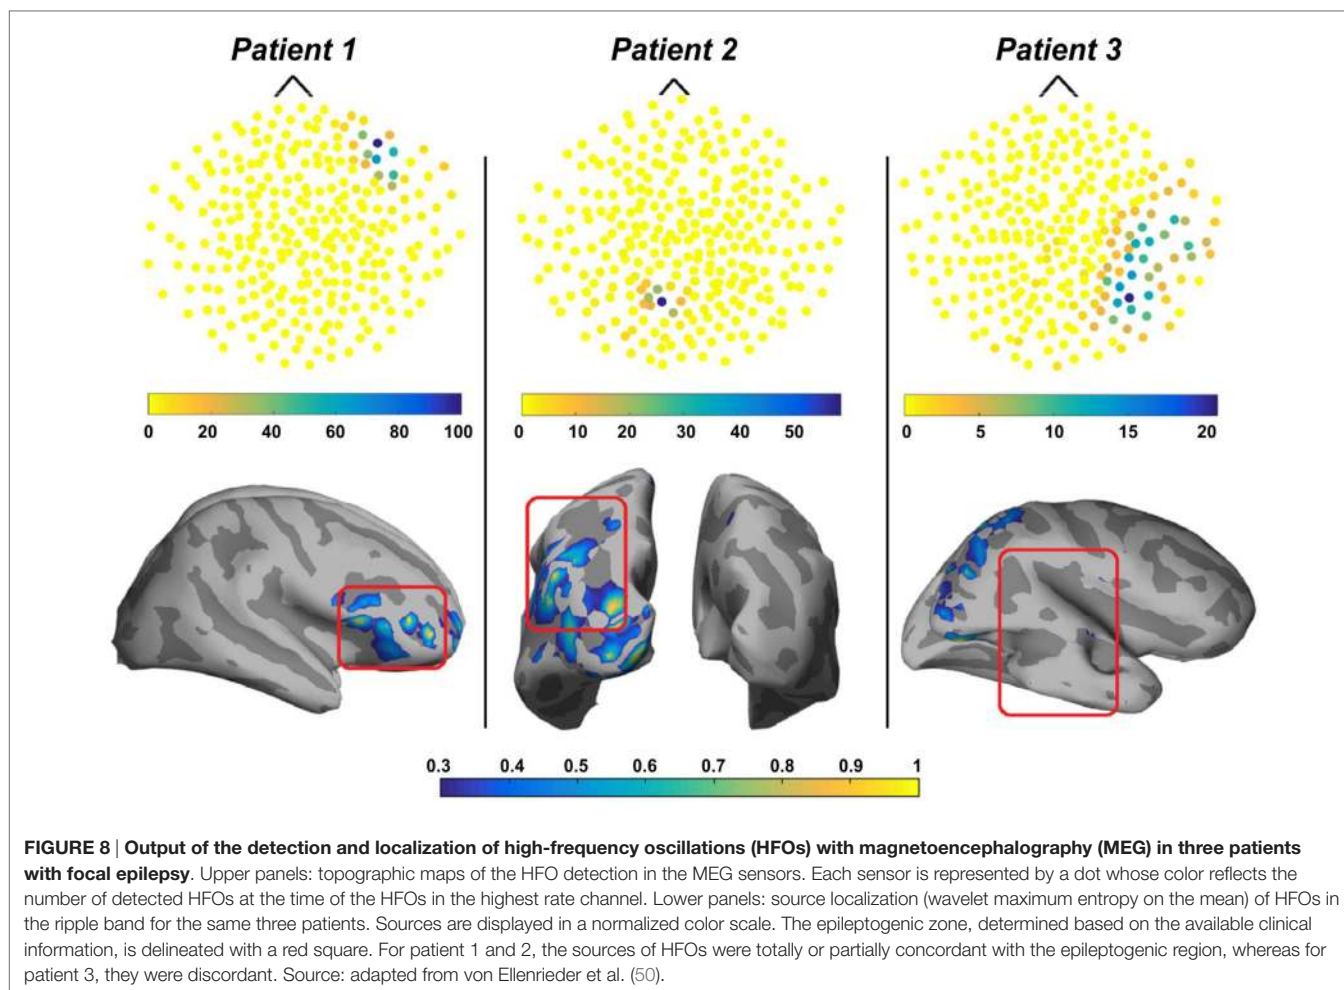 Patient 1
Patient 2
Patient 3
0 20 40 60 80 100
0 10 20 30 40 50
0 5 10 15 20
0.3 0.4 0.5 0.6 0.7 0.8 0.9 1
FIGURE 8 | Output of the detection and localization of high-frequency oscillations (HFOs) with magnetoencephalography (MEG) in three patients
with focal epilepsy. Upper panels: topographic maps of the HFO detection in the MEG sensors. Each sensor is represented by a dot whose color reflects the
number of detected HFOs at the time of the HFOs in the highest rate channel. Lower panels: source localization (wavelet maximum entropy on the mean) of HFOs in
the ripple band for the same three patients. Sources are displayed in a normalized color scale. The epileptogenic zone, determined based on the available clinical
information, is delineated with a red square. For patient 1 and 2, the sources of HFOs were totally or partially concordant with the epileptogenic region, whereas for
patient 3, they were discordant. Source: adapted from von Ellenrieder et al. (50).